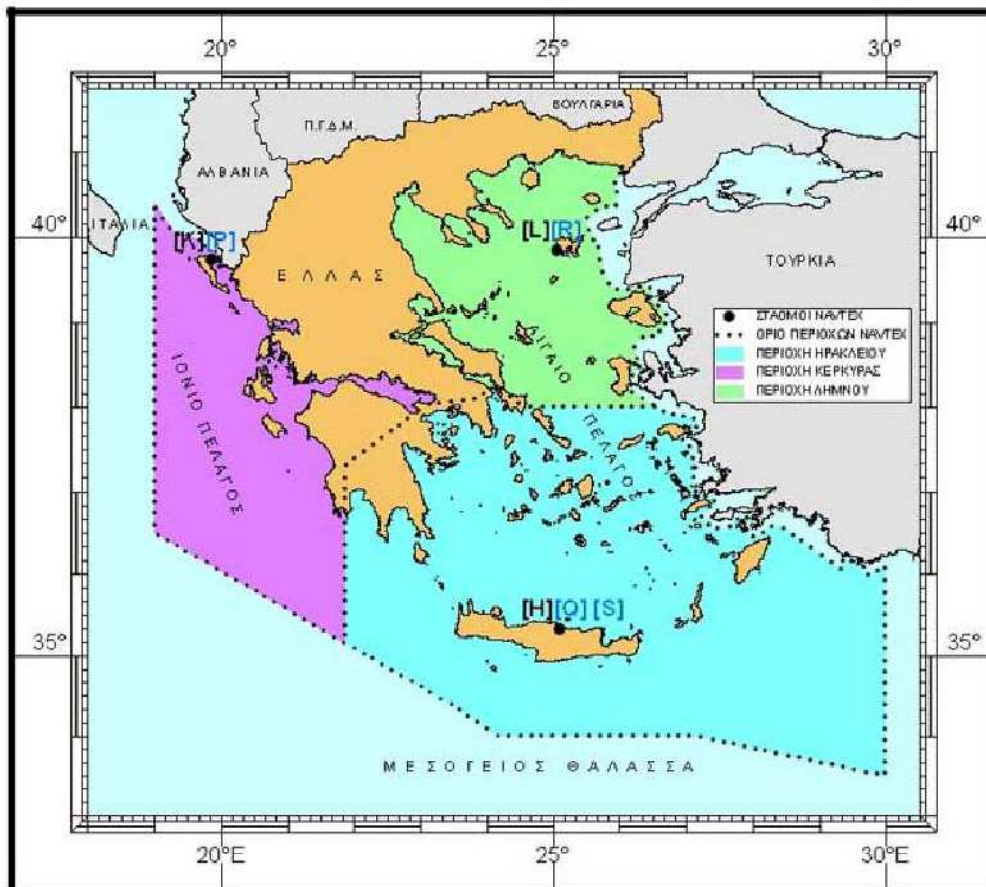 20° 25° 30°
ΒΟΥΛΓΑΡΙΑ
Π.Γ.Δ.Μ.
ΑΛΒΑΝΙΑ
40° ΙΤΑΛΙΑ 40°
[K][P] [L][R]
ΤΟΥΡΚΙΑ
ΕΛΛΑΣ
ΣΤΑΘΜΟΙ NAVTEX
ΟΡΙΟ ΠΕΡΙΟΧΩΝ NAVTEX
ΠΕΡΙΟΧΗ ΗΡΑΚΛΕΙΟΥ
ΠΕΡΙΟΧΗ ΚΕΡΚΥΡΑΣ
ΠΕΡΙΟΧΗ ΛΗΜΝΟΥ
ΑΙΓΑΙΟ
ΠΕΛΑΓΟΣ
ΙΟΝΙΟ ΠΕΛΑΓΟΣ
[H][Q] [S]
35° 35°
ΜΕΣΟΓΕΙΟΣ ΘΑΛΑΣΣΑ
20°E 25° 30°E